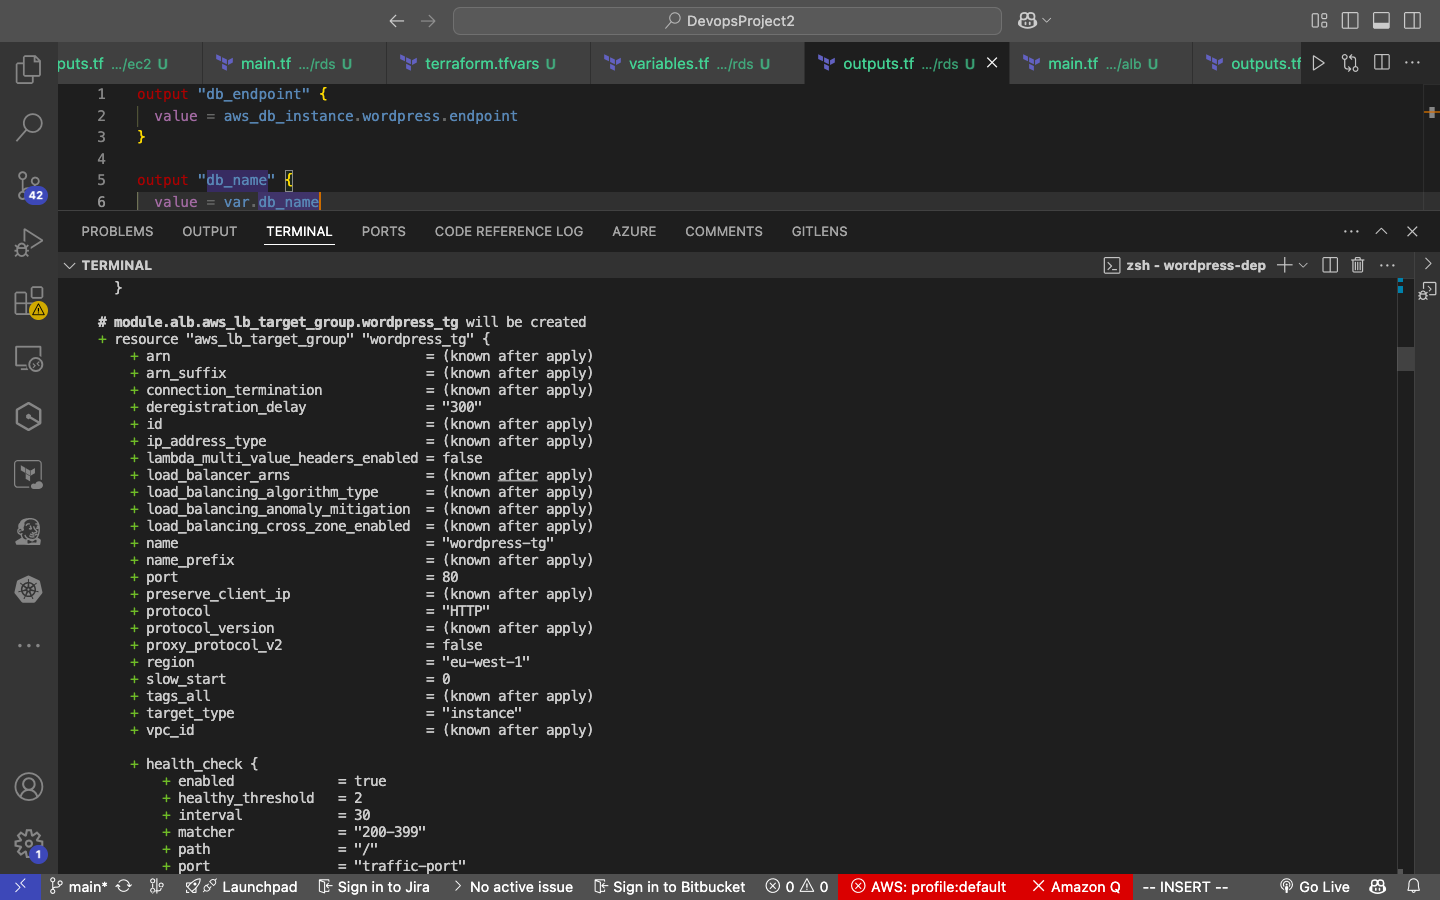 DevopsProject2
puts.tf .../ec2 U
main.tf .../rds U
terraform.tfvars U
variables.tf .../rds U
outputs.tf .../rds U
main.tf .../alb U
outputs.tf
1 output "db_endpoint" {
2 value = aws_db_instance.wordpress.endpoint
3 }
4
5 output "db_name" {
6 value = var.db_name
42
PROBLEMS OUTPUT TERMINAL PORTS CODE REFERENCE LOG AZURE COMMENTS GITLENS
TERMINAL
zsh - wordpress-dep
}
# module.alb.aws_lb_target_group.wordpress_tg will be created
+ resource "aws_lb_target_group" "wordpress_tg" {
+ arn = (known after apply)
+ arn_suffix = (known after apply)
+ connection_termination = (known after apply)
+ deregistration_delay = "300"
+ id = (known after apply)
+ ip_address_type = (known after apply)
+ lambda_multi_value_headers_enabled = false
+ load_balancer_arns = (known after apply)
+ load_balancing_algorithm_type = (known after apply)
+ load_balancing_anomaly_mitigation = (known after apply)
+ load_balancing_cross_zone_enabled = (known after apply)
+ name = "wordpress-tg"
+ name_prefix = (known after apply)
+ port = 80
+ preserve_client_ip = (known after apply)
+ protocol = "HTTP"
+ protocol_version = (known after apply)
+ proxy_protocol_v2 = false
+ region = "eu-west-1"
+ slow_start = 0
+ tags_all = (known after apply)
+ target_type = "instance"
+ vpc_id = (known after apply)
+ health_check {
+ enabled = true
+ healthy_threshold = 2
+ interval = 30
+ matcher = "200-399"
+ path = "/"
+ port = "traffic-port"
1
main* Launchpad Sign in to Jira No active issue Sign in to Bitbucket 0 0 AWS: profile:default Amazon Q -- INSERT -- Go Live